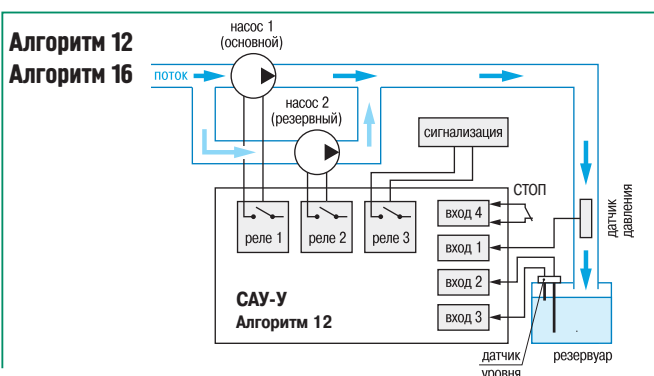 Алгоритм 12
Алгоритм 16
насос 1
(основной)
поток
насос 2
(резервный)
сигнализация
СТОП
реле 1
реле 2
реле 3
вход 4
вход 1
вход 2
вход 3
датчик
давления
САУ-У
Алгоритм 12
датчик
уровня
резервуар